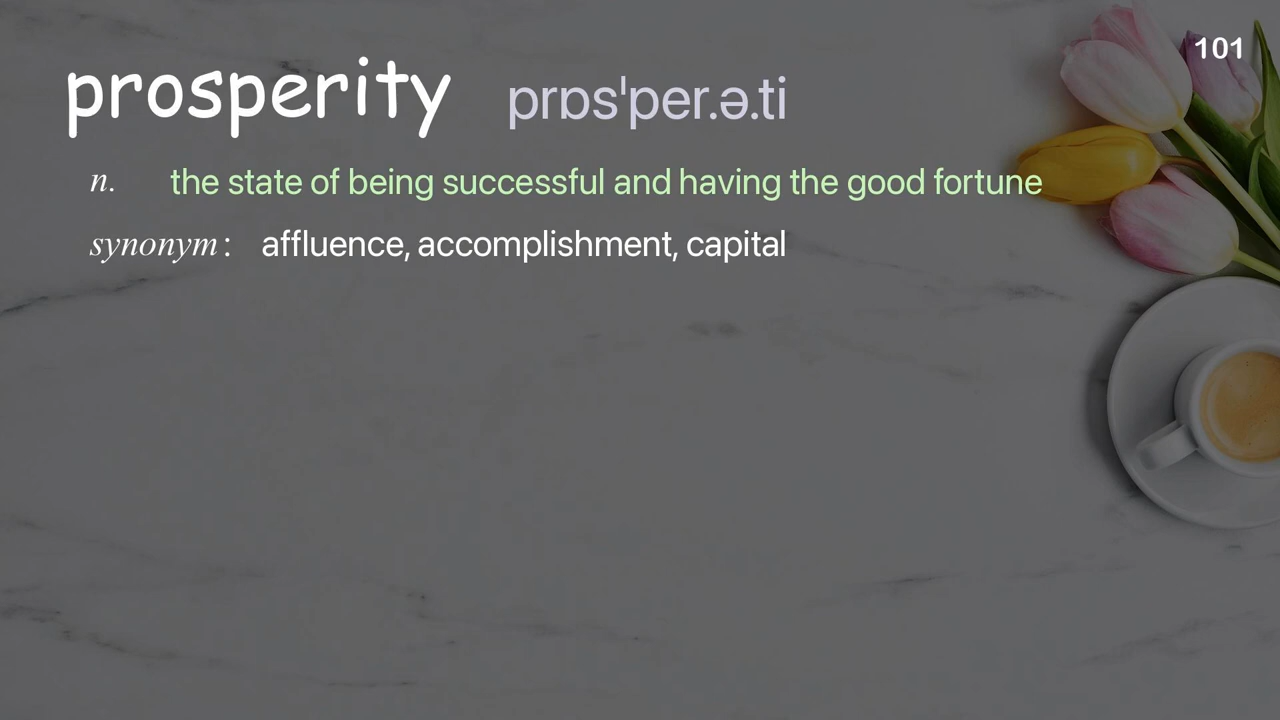 101
prosperity prɒsˈper.ə.ti
n. the state of being successful and having the good fortune
synonym: affluence, accomplishment, capital